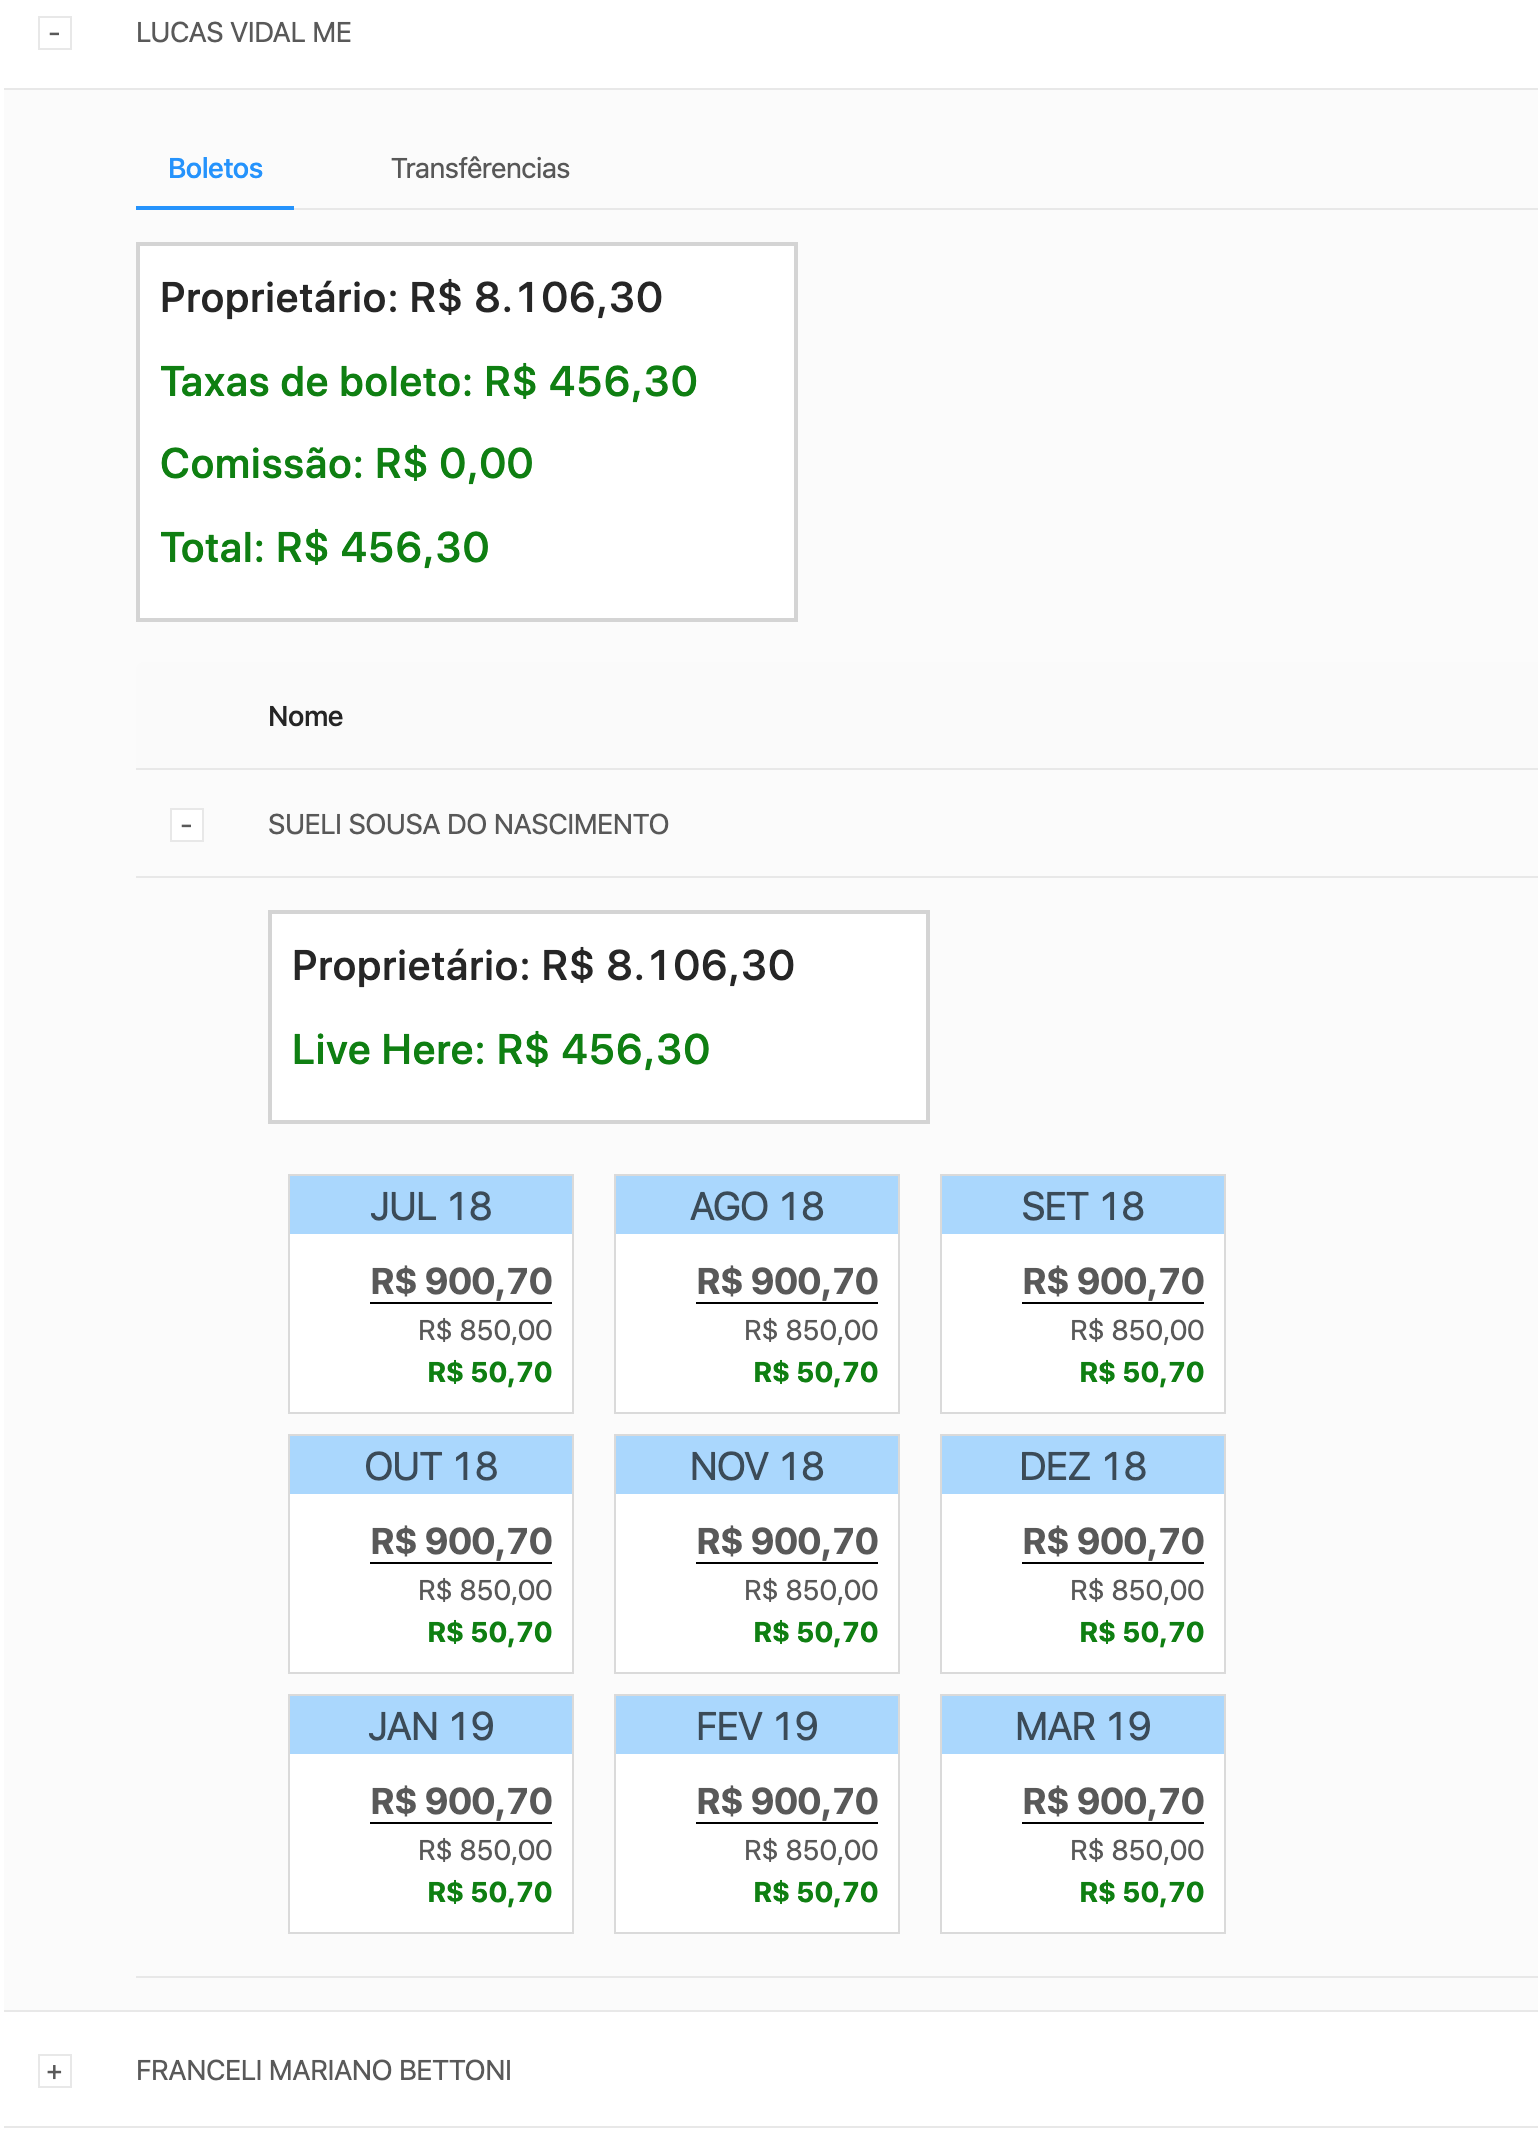 - LUCAS VIDAL ME
Boletos Transfêrencias
Proprietário: R$ 8.106,30
Taxas de boleto: R$ 456,30
Comissão: R$ 0,00
Total: R$ 456,30
Nome
- SUELI SOUSA DO NASCIMENTO
Proprietário: R$ 8.106,30
Live Here: R$ 456,30
JUL 18 AGO 18 SET 18
R$ 900,70 R$ 900,70 R$ 900,70
R$ 850,00 R$ 850,00 R$ 850,00
R$ 50,70 R$ 50,70 R$ 50,70
OUT 18 NOV 18 DEZ 18
R$ 900,70 R$ 900,70 R$ 900,70
R$ 850,00 R$ 850,00 R$ 850,00
R$ 50,70 R$ 50,70 R$ 50,70
JAN 19 FEV 19 MAR 19
R$ 900,70 R$ 900,70 R$ 900,70
R$ 850,00 R$ 850,00 R$ 850,00
R$ 50,70 R$ 50,70 R$ 50,70
+ FRANCELI MARIANO BETTONI